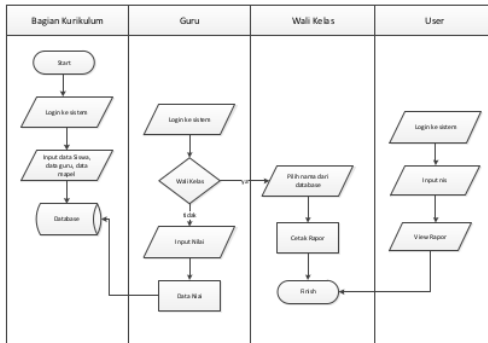 Bagian Kurikulum
Guru
Wali Kelas
User
Start
Login ke sistem
Input data Siswa,
data guru, data
mapel
Database
Login ke sistem
Wali Kelas
ya
tidak
Input Nilai
Data Nilai
Pilih nama dari
database
Cetak Rapor
Finish
Login ke sistem
Input nis
View Rapor